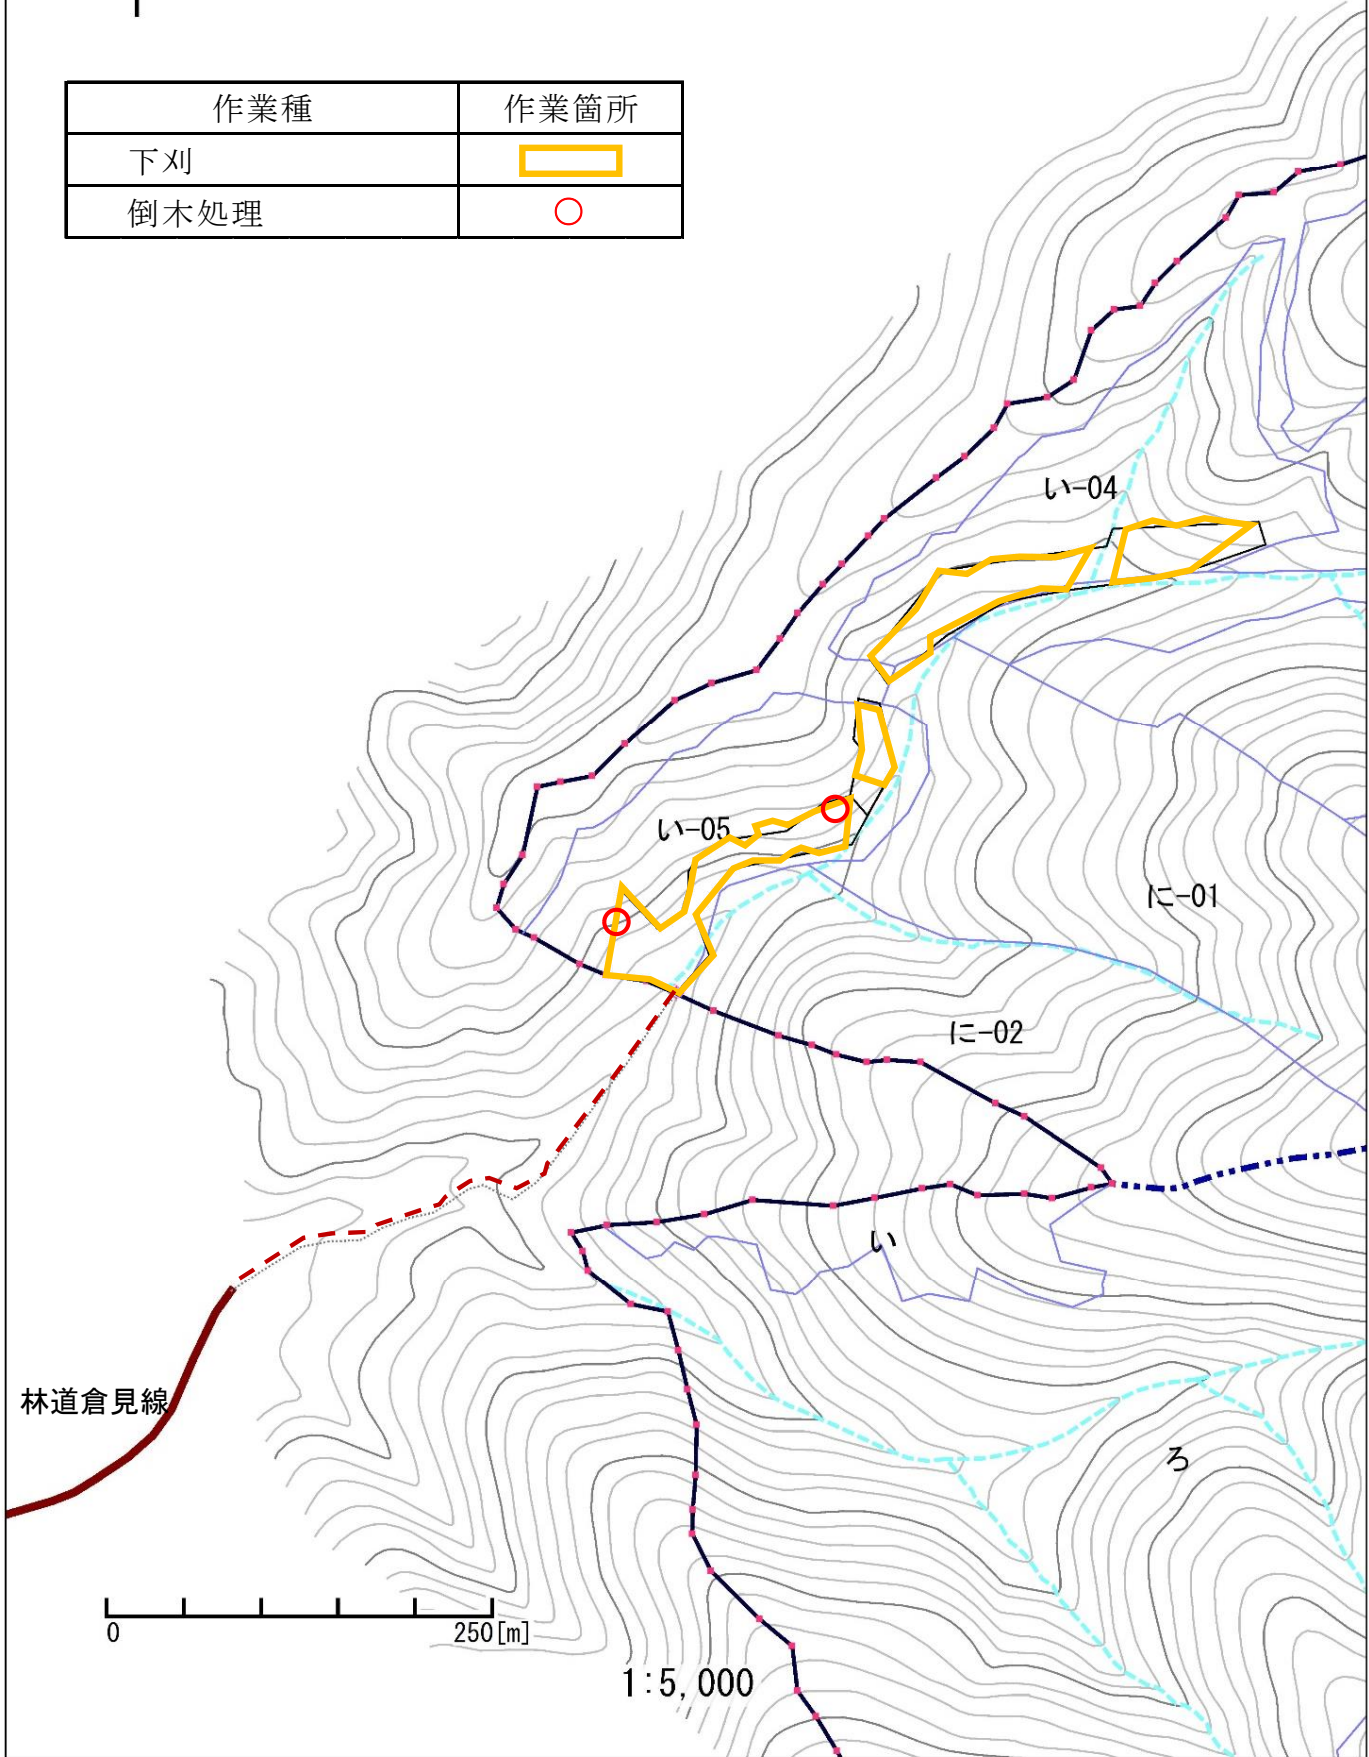 作業種 作業箇所
下刈
倒木処理
い-04
い-05
に-01
に-02
い
林道倉見線
ろ
0 250[m]
1:5,000